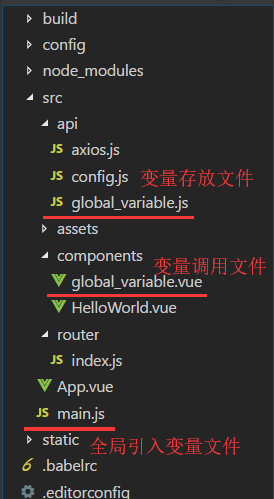 build
config
node_modules
src
api
JS axios.js
JS config.js 变量存放文件
JS global_variable.js
assets
components 变量调用文件
global_variable.vue
HelloWorld.vue
router
JS index.js
App.vue
JS main.js
static 全局引入变量文件
.babelrc
.editorconfig